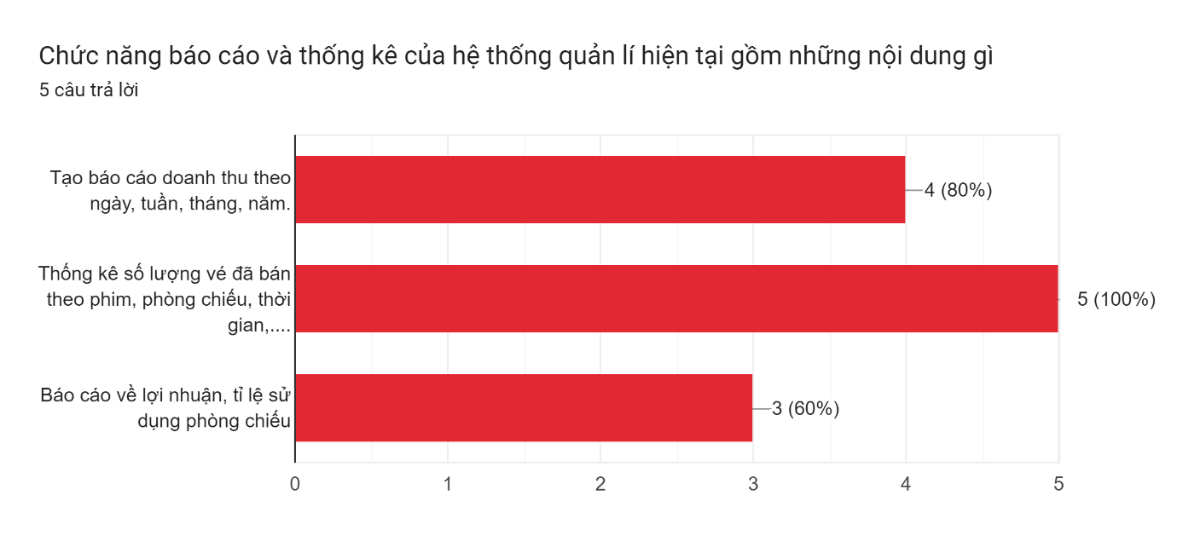 Chức năng báo cáo và thống kê của hệ thống quản lí hiện tại gồm những nội dung gì
5 câu trả lời
Tạo báo cáo doanh thu theo
ngày, tuần, tháng, năm.
4 (80%)
Thống kê số lượng vé đã bán
theo phim, phòng chiếu, thời
gian,....
5 (100%)
Báo cáo về lợi nhuận, tỉ lệ sử
dụng phòng chiếu
3 (60%)
0 1 2 3 4 5